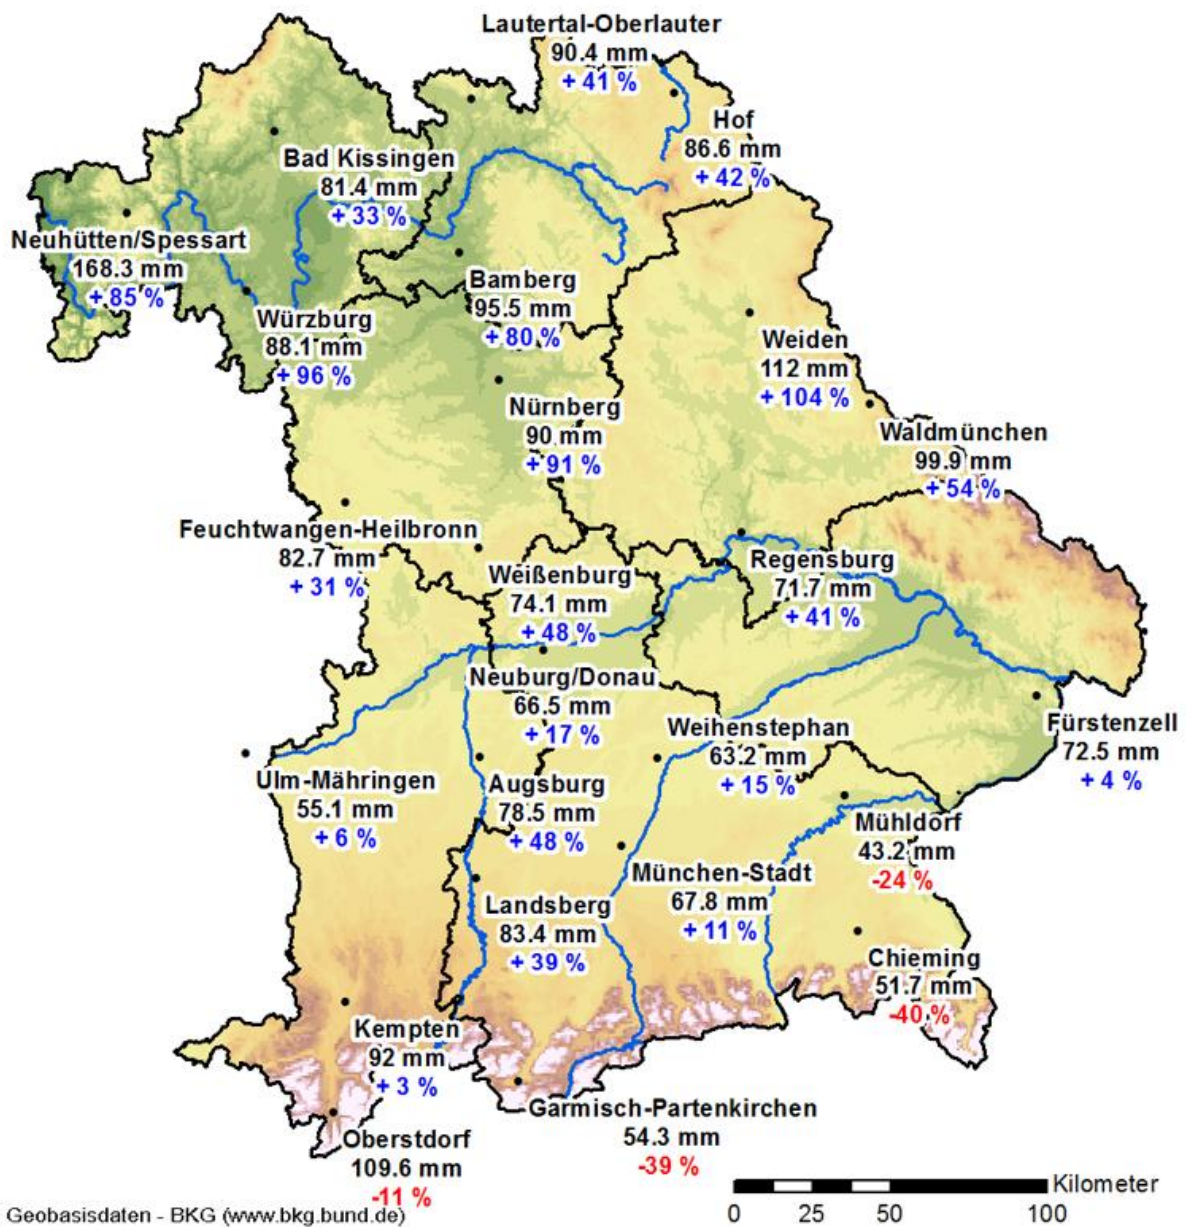 Lautertal-Oberlauter
90.4 mm
+ 41 %
Hof
86.6 mm
+ 42 %
Bad Kissingen
81.4 mm
+ 33 %
Neuhütten/Spessart
168.3 mm
+ 85 %
Bamberg
95.5 mm
+ 80 %
Würzburg
88.1 mm
+ 96 %
Weiden
112 mm
+ 104 %
Nürnberg
90 mm
+ 91 %
Waldmünchen
99.9 mm
+ 54 %
Feuchtwangen-Heilbronn
82.7 mm
+ 31 %
Weißenburg
74.1 mm
+ 48 %
Regensburg
71.7 mm
+ 41 %
Neuburg/Donau
66.5 mm
+ 17 %
Weihenstephan
63.2 mm
+ 15 %
Fürstenzell
72.5 mm
+ 4 %
Ulm-Mähringen
55.1 mm
+ 6 %
Augsburg
78.5 mm
+ 48 %
Mühldorf
43.2 mm
-24 %
München-Stadt
67.8 mm
+ 11 %
Landsberg
83.4 mm
+ 39 %
Chieming
51.7 mm
-40 %
Kempten
92 mm
+ 3 %
Garmisch-Partenkirchen
54.3 mm
-39 %
Oberstdorf
109.6 mm
-11 %
Kilometer
0 25 50 100
Geobasisdaten - BKG (www.bkg.bund.de)